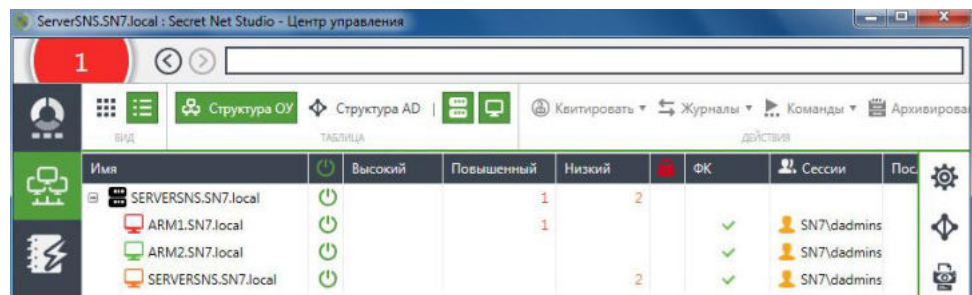 ServerSNS.SN7.local : Secret Net Studio - Центр управления
1
Структура ОУ Структура AD | Квитировать Журналы Команды
ВИД ТАБЛИЦА ДЕЙСТВИЯ
Имя Высокий Повышенный Низкий ФК Сессии
SERVERSNS.SN7.local 1 2
ARM1.SN7.local 1 SN7\dadmins
ARM2.SN7.local SN7\dadmins
SERVERSNS.SN7.local 2 SN7\dadmins